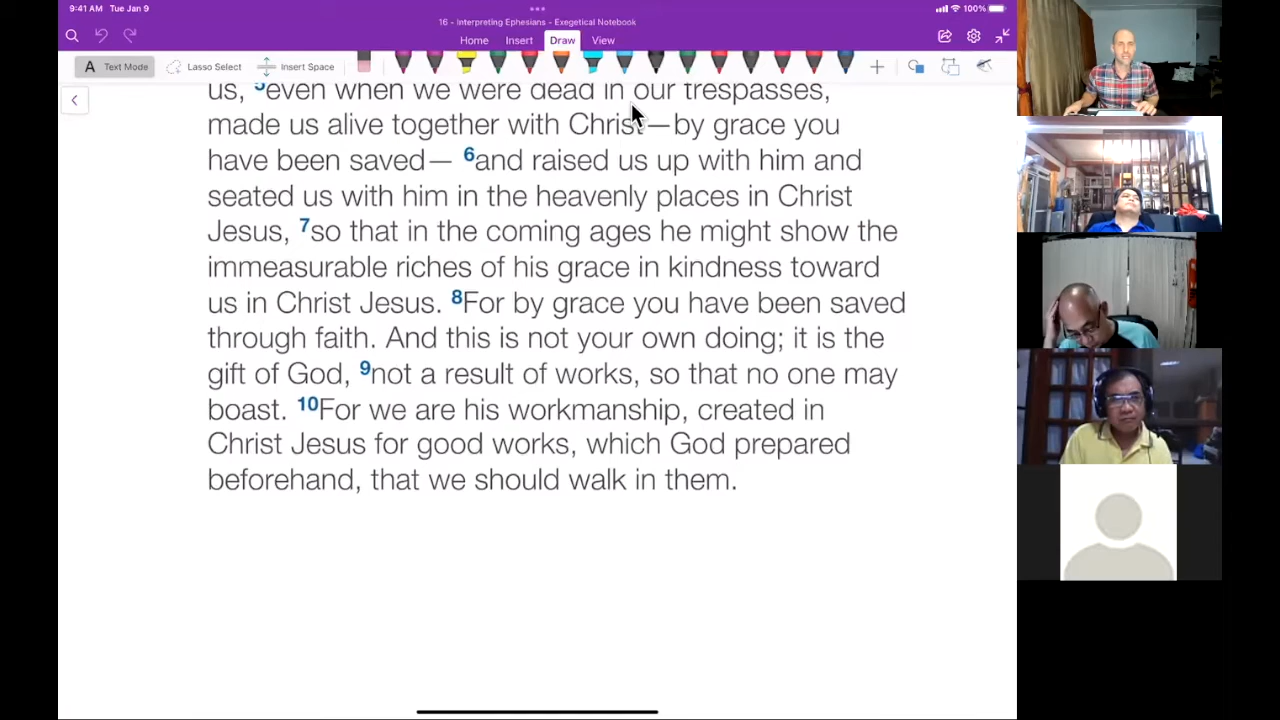 9:41 AM Tue Jan 9
100%
16 - Interpreting Ephesians - Exegetical Notebook
Home Insert Draw View
A Text Mode Lasso Select Insert Space
us, 5even when we were dead in our trespasses,
made us alive together with Christ—by grace you
have been saved— 6and raised us up with him and
seated us with him in the heavenly places in Christ
Jesus, 7so that in the coming ages he might show the
immeasurable riches of his grace in kindness toward
us in Christ Jesus. 8For by grace you have been saved
through faith. And this is not your own doing; it is the
gift of God, 9not a result of works, so that no one may
boast. 10For we are his workmanship, created in
Christ Jesus for good works, which God prepared
beforehand, that we should walk in them.